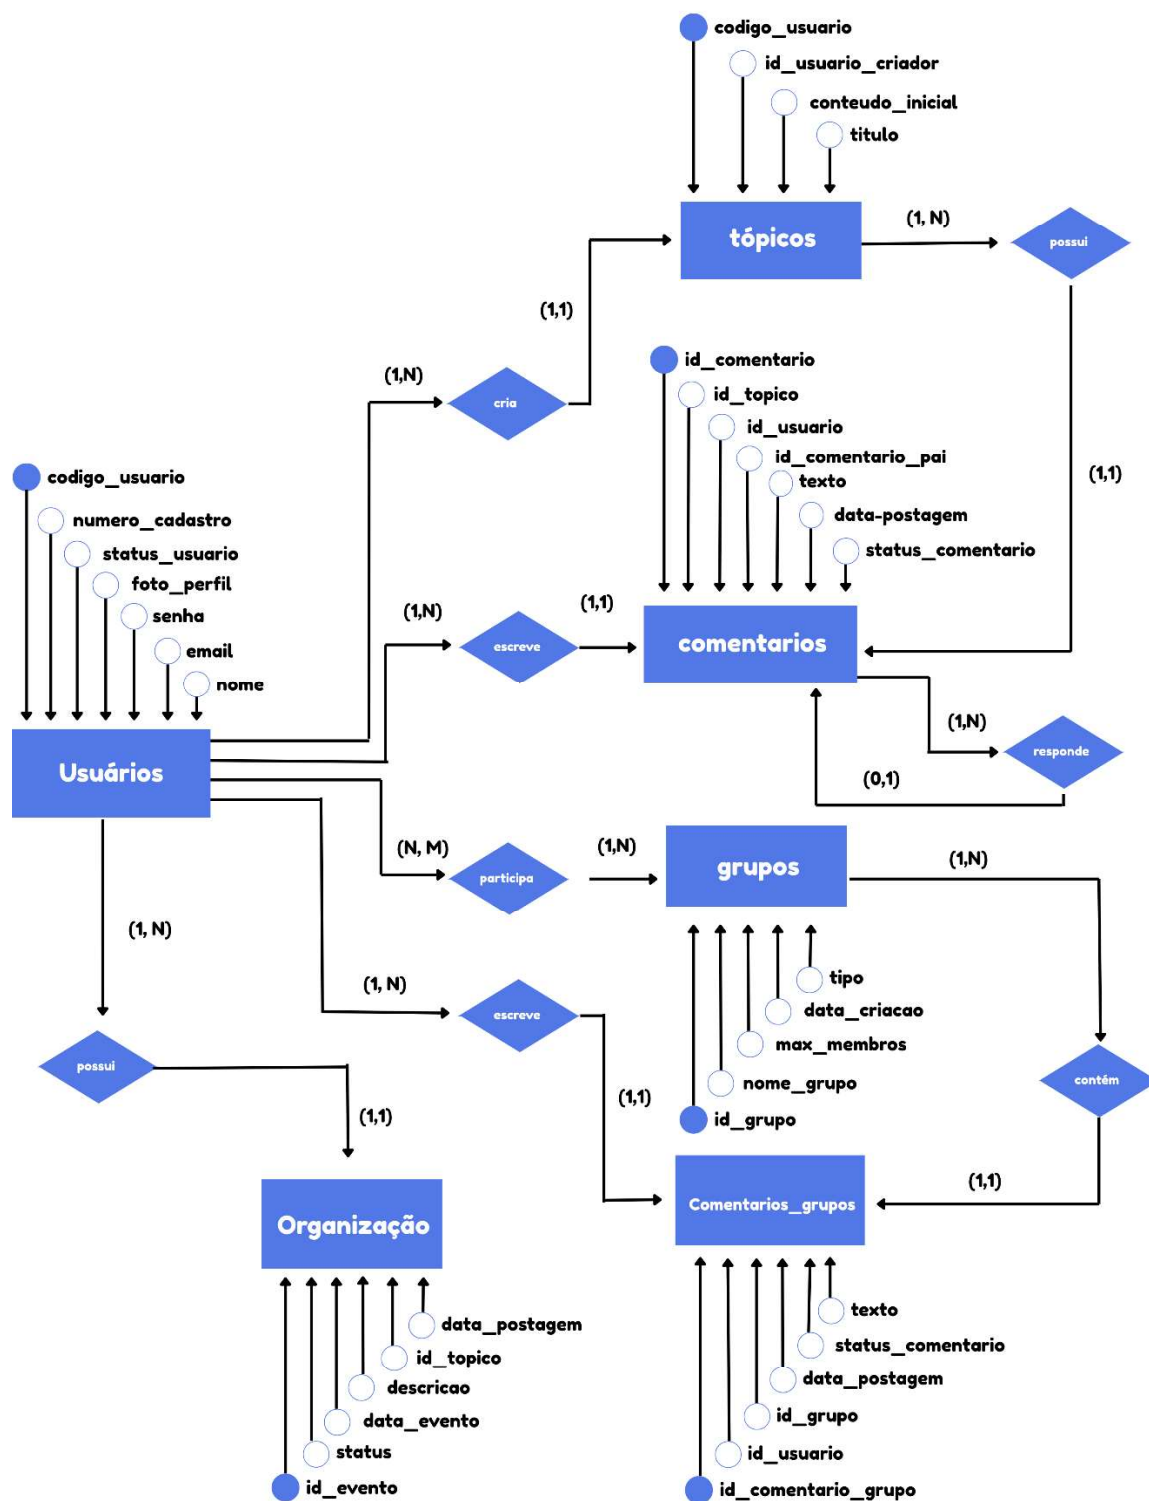 codigo_usuario
id_usuario_criador
conteudo_inicial
titulo
tópicos
(1, N)
possui
(1,1)
(1,N)
cria
id_comentario
id_topico
id_usuario
id_comentario_pai
texto
data-postagem
status_comentario
(1,1)
codigo_usuario
numero_cadastro
status_usuario
foto_perfil
senha
email
nome
(1,N)
escreve
(1,1)
comentarios
(1,N)
responde
(0,1)
Usuários
(N, M)
participa
(1,N)
grupos
(1,N)
tipo
data_criacao
max_membros
nome_grupo
id_grupo
contém
(1, N)
possui
(1,1)
(1, N)
escreve
(1,1)
Comentarios_grupos
(1,1)
Organização
data_postagem
id_topico
descricao
data_evento
status
id_evento
texto
status_comentario
data_postagem
id_grupo
id_usuario
id_comentario_grupo